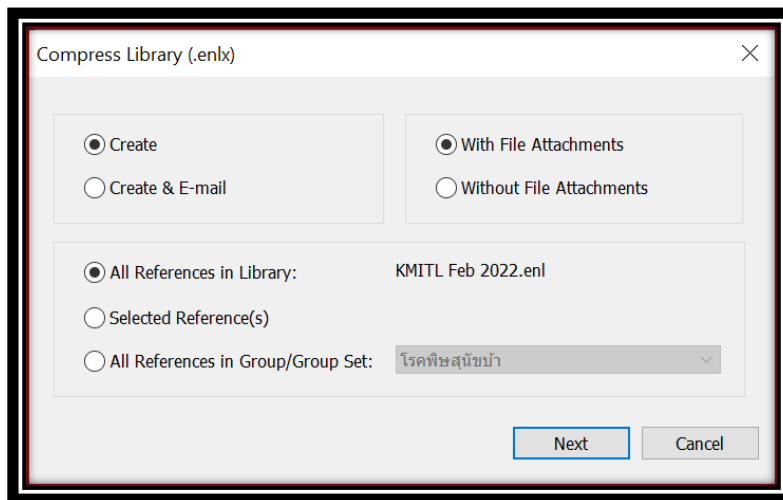 Compress Library (.enlx)
Create
With File Attachments
Create & E-mail
Without File Attachments
All References in Library:
KMITL Feb 2022.enl
Selected Reference(s)
All References in Group/Group Set:
โรคพิษสุนัขบ้า
Next
Cancel